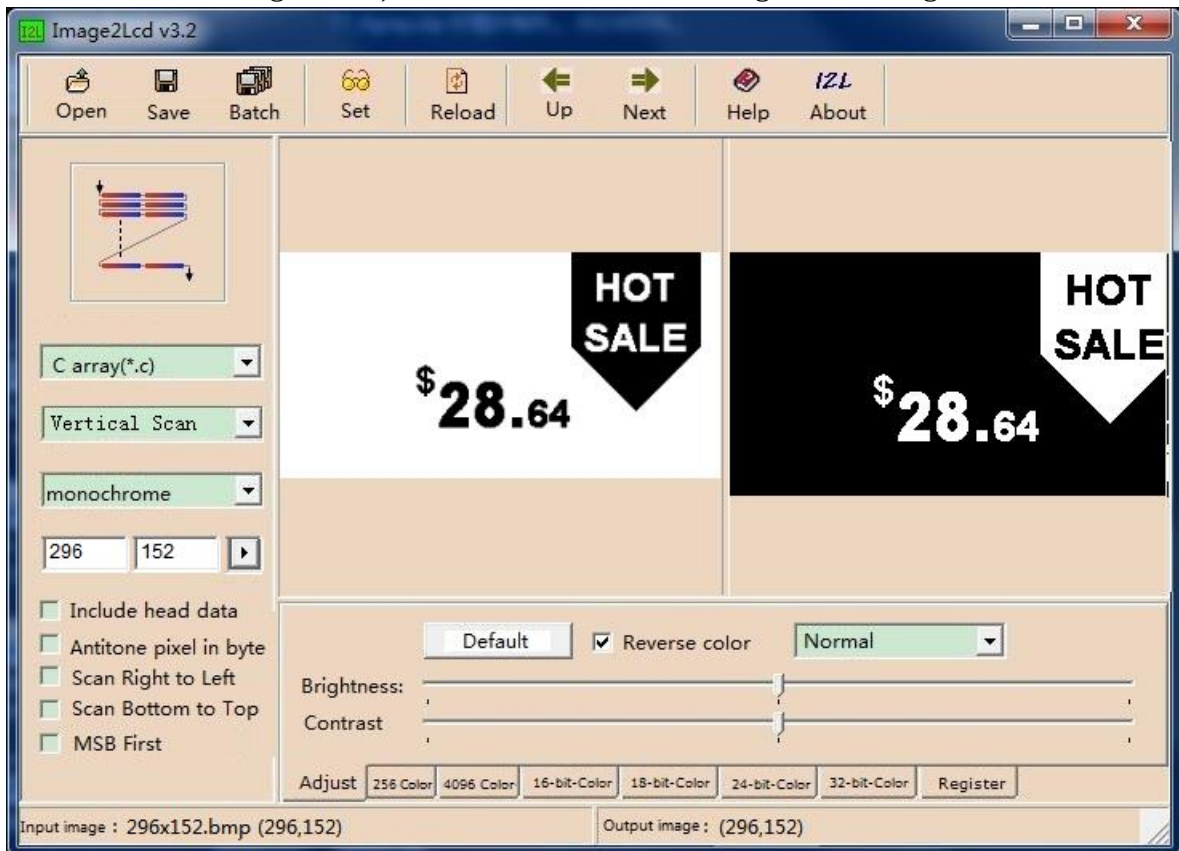 Image2Lcd v3.2
Open Save Batch Set Reload Up Next Help About
C array(*.c)
Vertical Scan
monochrome
296 152
Include head data
Antitone pixel in byte
Scan Right to Left
Scan Bottom to Top
MSB First
HOT
SALE
$28.64
HOT
SALE
$28.64
Default Reverse color Normal
Brightness:
Contrast
Adjust 256 Color 4096 Color 16-bit-Color 18-bit-Color 24-bit-Color 32-bit-Color Register
Input image : 296x152.bmp (296,152) Output image : (296,152)